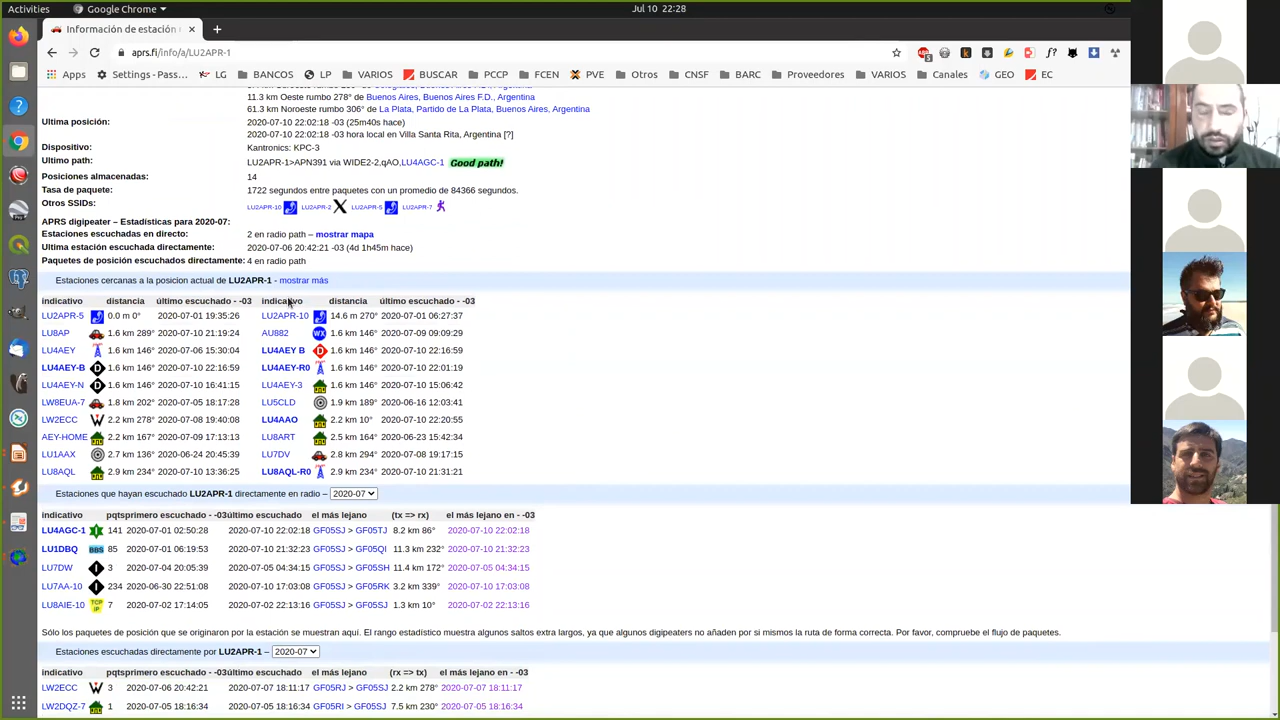 Activities Google Chrome ▾ Jul 10 22:28
Información de estación
aprs.fi/info/a/LU2APR-1
Apps Settings - Pass… LG BANCOS LP VARIOS BUSCAR PCCP FCEN PVE Otros CNSF BARC Proveedores VARIOS Canales GEO EC
11.3 km Oeste rumbo 278° de Buenos Aires, Buenos Aires F.D., Argentina
61.3 km Noroeste rumbo 306° de La Plata, Partido de La Plata, Buenos Aires, Argentina
Ultima posición: 2020-07-10 22:02:18 -03 (25m40s hace)
2020-07-10 22:02:18 -03 hora local en Villa Santa Rita, Argentina [?]
Dispositivo: Kantronics: KPC-3
Ultimo path: LU2APR-1>APN391 via WIDE2-2,qAO,LU4AGC-1 Good path!
Posiciones almacenadas: 14
Tasa de paquete: 1722 segundos entre paquetes con un promedio de 84366 segundos.
Otros SSIDs: LU2APR-10 LU2APR-2 LU2APR-5 LU2APR-7
APRS digipeater – Estadísticas para 2020-07:
Estaciones escuchadas en directo: 2 en radio path – mostrar mapa
Ultima estación escuchada directamente: 2020-07-06 20:42:21 -03 (4d 1h45m hace)
Paquetes de posición escuchados directamente: 4 en radio path
Estaciones cercanas a la posicion actual de LU2APR-1 - mostrar más
indicativo distancia último escuchado - -03 indicativo distancia último escuchado - -03
LU2APR-5 0.0 m 0° 2020-07-01 19:35:26 LU2APR-10 14.6 m 270° 2020-07-01 06:27:37
LU8AP 1.6 km 289° 2020-07-10 21:19:24 AU882 WX 1.6 km 146° 2020-07-09 09:09:29
LU4AEY 1.6 km 146° 2020-07-06 15:30:04 LU4AEY B D 1.6 km 146° 2020-07-10 22:16:59
LU4AEY-B D 1.6 km 146° 2020-07-10 22:16:59 LU4AEY-R0 1.6 km 146° 2020-07-10 22:01:19
LU4AEY-N D 1.6 km 146° 2020-07-10 16:41:15 LU4AEY-3 1.6 km 146° 2020-07-10 15:06:42
LW8EUA-7 1.8 km 202° 2020-07-05 18:17:28 LU5CLD 1.9 km 189° 2020-06-16 12:03:41
LW2ECC W 2.2 km 278° 2020-07-08 19:40:08 LU4AAO 2.2 km 10° 2020-07-10 22:20:55
AEY-HOME 2.2 km 167° 2020-07-09 17:13:13 LU8ART 2.5 km 164° 2020-06-23 15:42:34
LU1AAX 2.7 km 136° 2020-06-24 20:45:39 LU7DV 2.8 km 294° 2020-07-08 19:17:15
LU8AQL 2.9 km 234° 2020-07-10 13:36:25 LU8AQL-R0 2.9 km 234° 2020-07-10 21:31:21
Estaciones que hayan escuchado LU2APR-1 directamente en radio – 2020-07
indicativo pqts primero escuchado - -03 último escuchado el más lejano (tx => rx) el más lejano en - -03
LU4AGC-1 I 141 2020-07-01 02:50:28 2020-07-10 22:02:18 GF05SJ > GF05TJ 8.2 km 86° 2020-07-10 22:02:18
LU1DBQ BBS 85 2020-07-01 06:19:53 2020-07-10 21:32:23 GF05SJ > GF05QI 11.3 km 232° 2020-07-10 21:32:23
LU7DW I 3 2020-07-04 20:05:39 2020-07-05 04:34:15 GF05SJ > GF05SH 11.4 km 172° 2020-07-05 04:34:15
LU7AA-10 I 234 2020-06-30 22:51:08 2020-07-10 17:03:08 GF05SJ > GF05RK 3.2 km 339° 2020-07-10 17:03:08
LU8AIE-10 TCP IP 7 2020-07-02 17:14:05 2020-07-02 22:13:16 GF05SJ > GF05SJ 1.3 km 10° 2020-07-02 22:13:16
Sólo los paquetes de posición que se originaron por la estación se muestran aquí. El rango estadístico muestra algunos saltos extra largos, ya que algunos digipeaters no añaden por si mismos la ruta de forma correcta. Por favor, compruebe el flujo de paquetes.
Estaciones escuchadas directamente por LU2APR-1 – 2020-07
indicativo pqts primero escuchado - -03 último escuchado el más lejano (rx => tx) el más lejano en - -03
LW2ECC W 3 2020-07-06 20:42:21 2020-07-07 18:11:17 GF05RJ > GF05SJ 2.2 km 278° 2020-07-07 18:11:17
LW2DQZ-7 1 2020-07-05 18:16:34 2020-07-05 18:16:34 GF05RI > GF05SJ 7.5 km 230° 2020-07-05 18:16:34